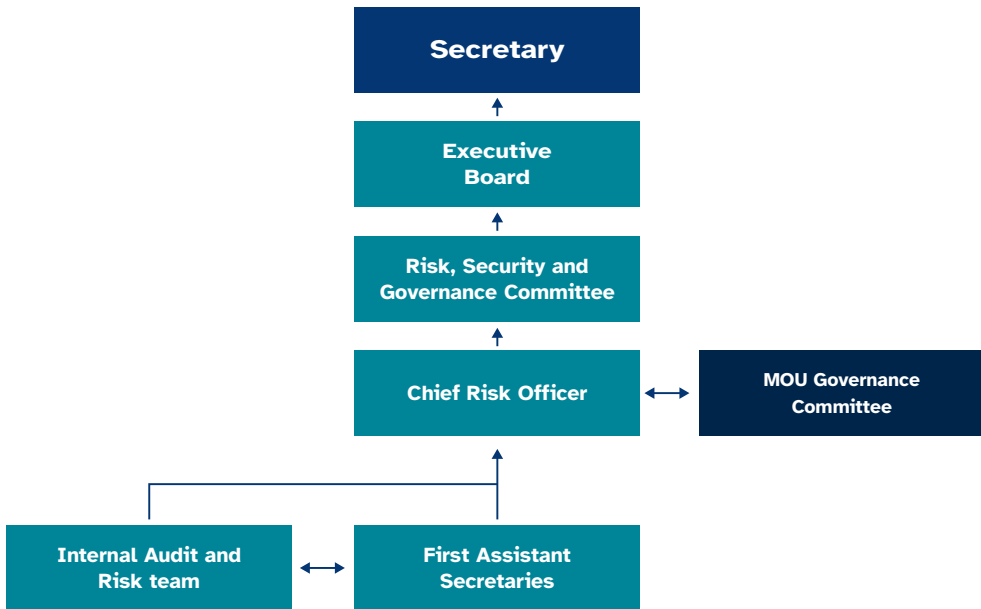 Secretary
Executive
Board
Risk, Security and
Governance Committee
Chief Risk Officer
MOU Governance
Committee
Internal Audit and
Risk team
First Assistant
Secretaries